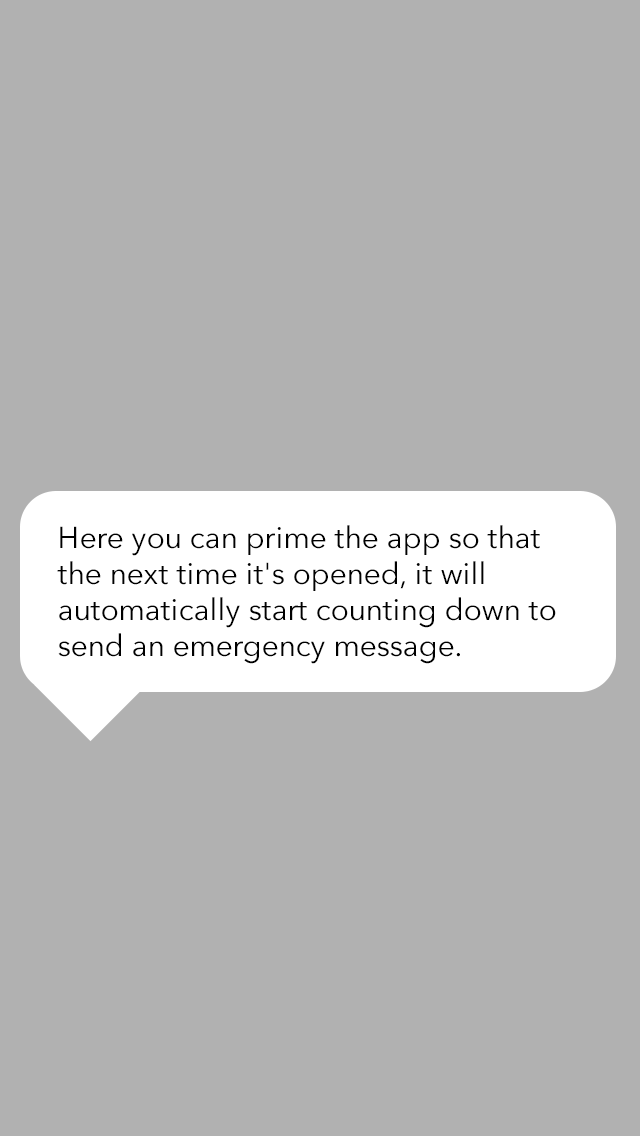 Here you can prime the app so that
the next time it's opened, it will
automatically start counting down to
send an emergency message.